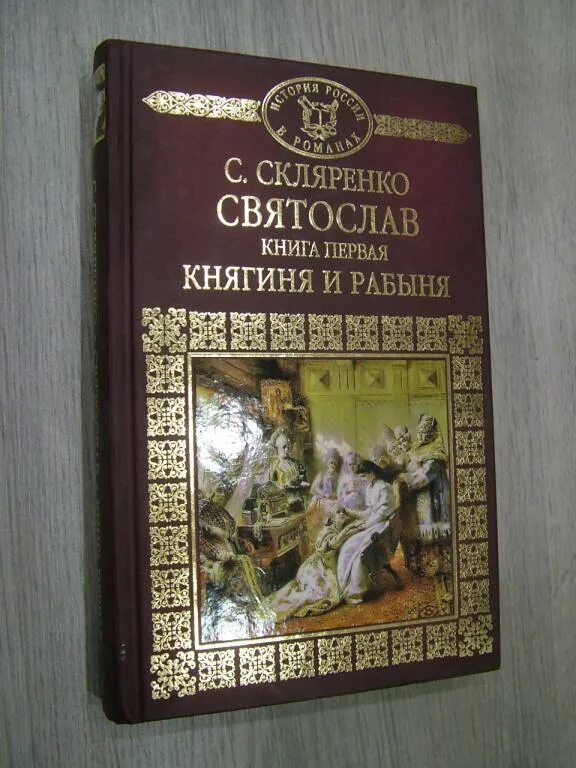 ИСТОРИЯ РОССИИ
В РОМАНАХ
С. СКЛЯРЕНКО
СВЯТОСЛАВ
КНИГА ПЕРВАЯ
КНЯГИНЯ И РАБЫНЯ